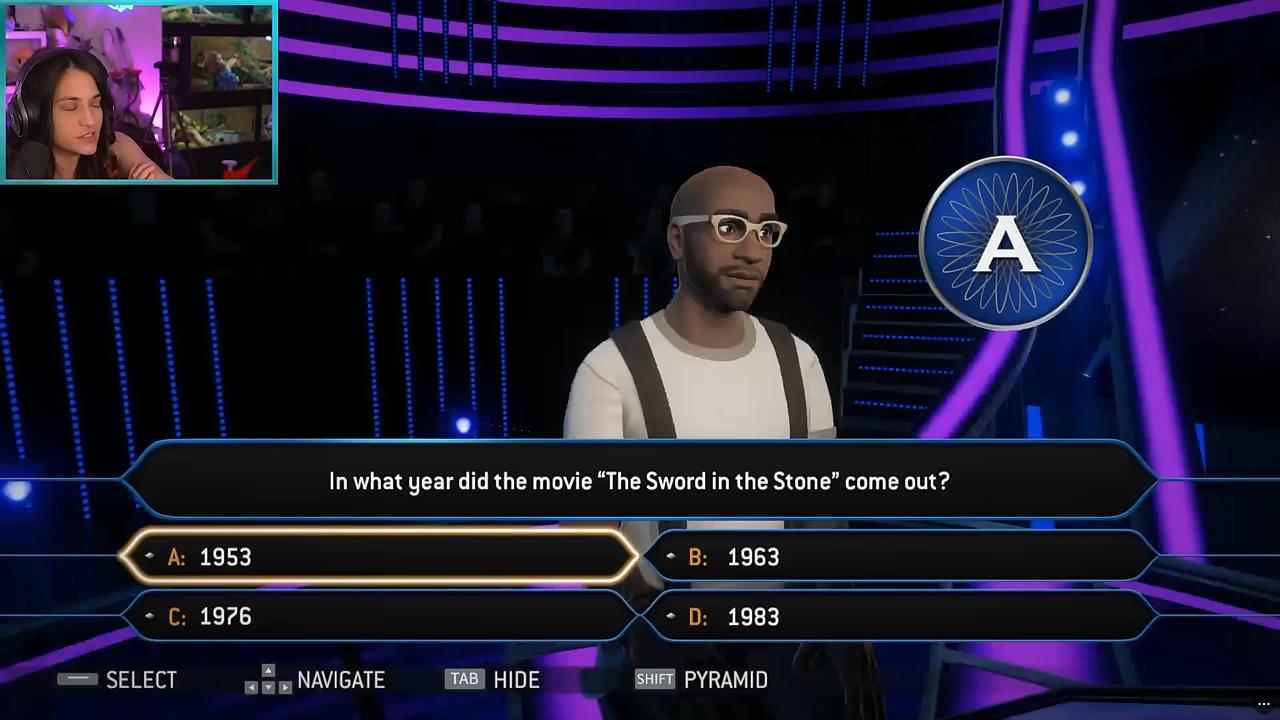 A
In what year did the movie “The Sword in the Stone” come out?
A: 1953
B: 1963
C: 1976
D: 1983
SELECT
NAVIGATE
TAB HIDE
SHIFT PYRAMID